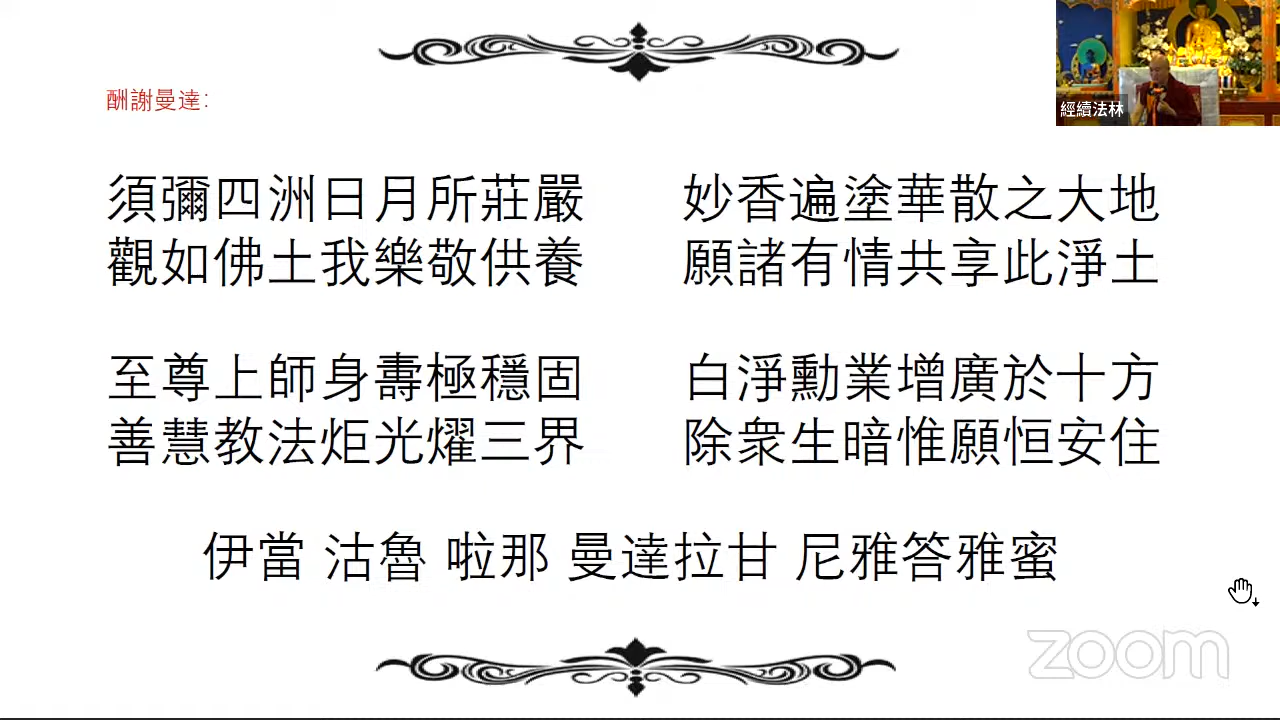 酬謝曼達:
經續法林
須彌四洲日月所莊嚴 妙香遍塗華散之大地
觀如佛土我樂敬供養 願諸有情共享此淨土
至尊上師身壽極穩固 白淨勳業增廣於十方
善慧教法炬光燿三界 除衆生暗惟願恒安住
伊當 沽魯 啦那 曼達拉甘 尼雅答雅蜜
zoom